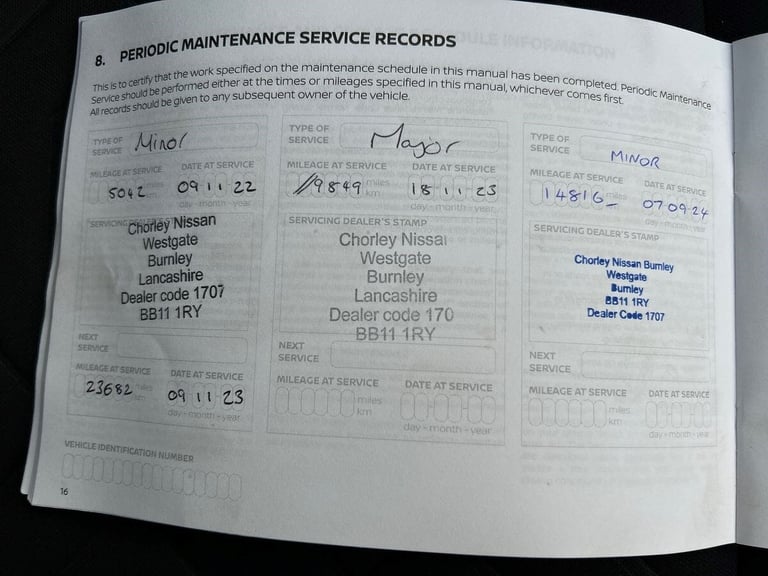 8. PERIODIC MAINTENANCE SERVICE RECORDS
This is to certify that the work specified on the maintenance schedule in this manual has been completed. Periodic Maintenance
Service should be performed either at the times or mileages specified in this manual, whichever comes first.
All records should be given to any subsequent owner of the vehicle.
TYPE OF
SERVICE
Minor
MILEAGE AT SERVICE
DATE AT SERVICE
5042
miles
km
09 11 22
day - month - year
SERVICING DEALER'S STAMP
Chorley Nissan
Westgate
Burnley
Lancashire
Dealer code 1707
BB11 1RY
NEXT
SERVICE
MILEAGE AT SERVICE
DATE AT SERVICE
23682
miles
km
09 11 23
day - month - year
TYPE OF
SERVICE
Major
MILEAGE AT SERVICE
DATE AT SERVICE
//9849
miles
km
18 11 23
day - month - year
SERVICING DEALER'S STAMP
Chorley Nissa
Westgate
Burnley
Lancashire
Dealer code 170
BB11 1RY
NEXT
SERVICE
MILEAGE AT SERVICE
DATE AT SERVICE
miles
km
day - month - year
TYPE OF
SERVICE
MINOR
MILEAGE AT SERVICE
DATE AT SERVICE
14816
miles
07 09 24
day - month - year
SERVICING DEALER'S STAMP
Chorley Nissan Burnley
Westgate
Burnley
BB11 1RY
Dealer Code 1707
NEXT
SERVICE
MILEAGE AT SERVICE
DATE AT SERVICE
miles
km
day - month - year
VEHICLE IDENTIFICATION NUMBER
16